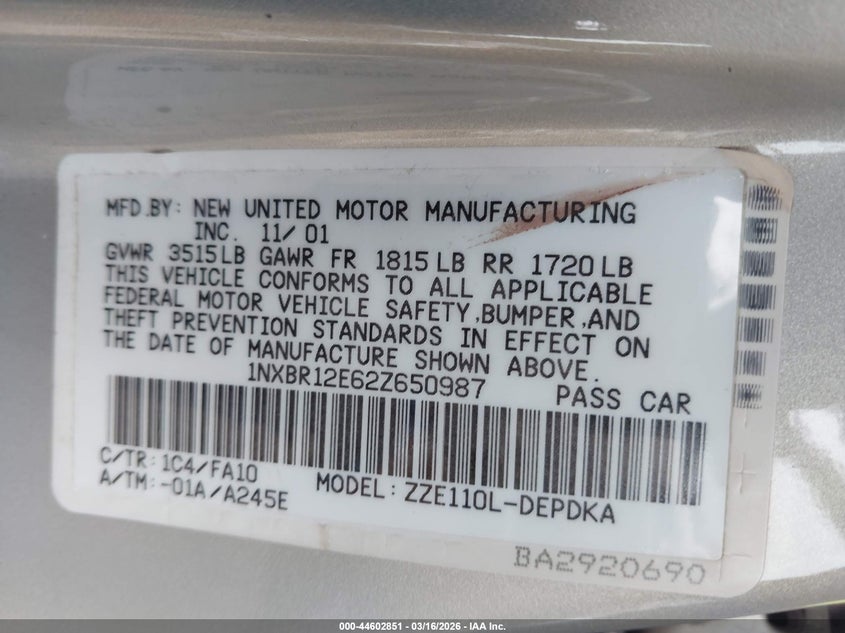 MFD.BY: NEW UNITED MOTOR MANUFACTURING
INC. 11/01
GVWR 3515LB GAWR FR 1815LB RR 1720LB
THIS VEHICLE CONFORMS TO ALL APPLICABLE
FEDERAL MOTOR VEHICLE SAFETY,BUMPER,AND
THEFT PREVENTION STANDARDS IN EFFECT ON
THE DATE OF MANUFACTURE SHOWN ABOVE.
1NXBR12E62Z650987 PASS CAR
C/TR: 1C4/FA10
A/TM:-01A/A245E MODEL: ZZE110L-DEPDKA
BA2920690
000-44602851 - 03/16/2026 - IAA Inc.